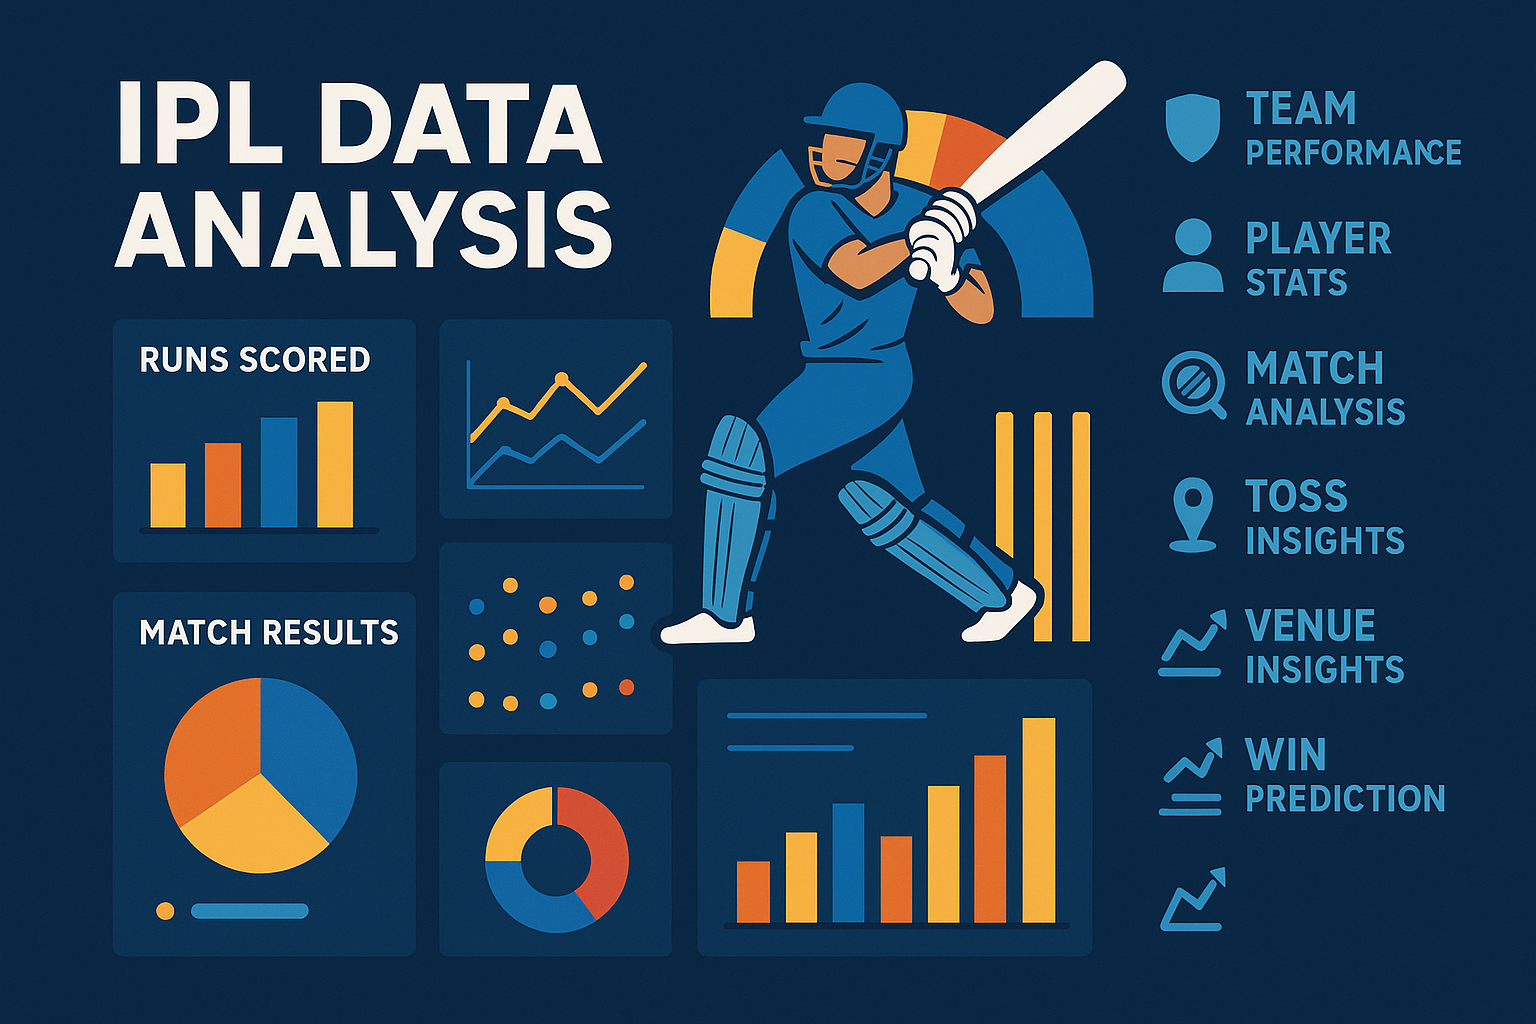 IPL DATA
ANALYSIS
RUNS SCORED
MATCH RESULTS
TEAM
PERFORMANCE
PLAYER
STATS
MATCH
ANALYSIS
TOSS
INSIGHTS
VENUE
INSIGHTS
WIN
PREDICTION